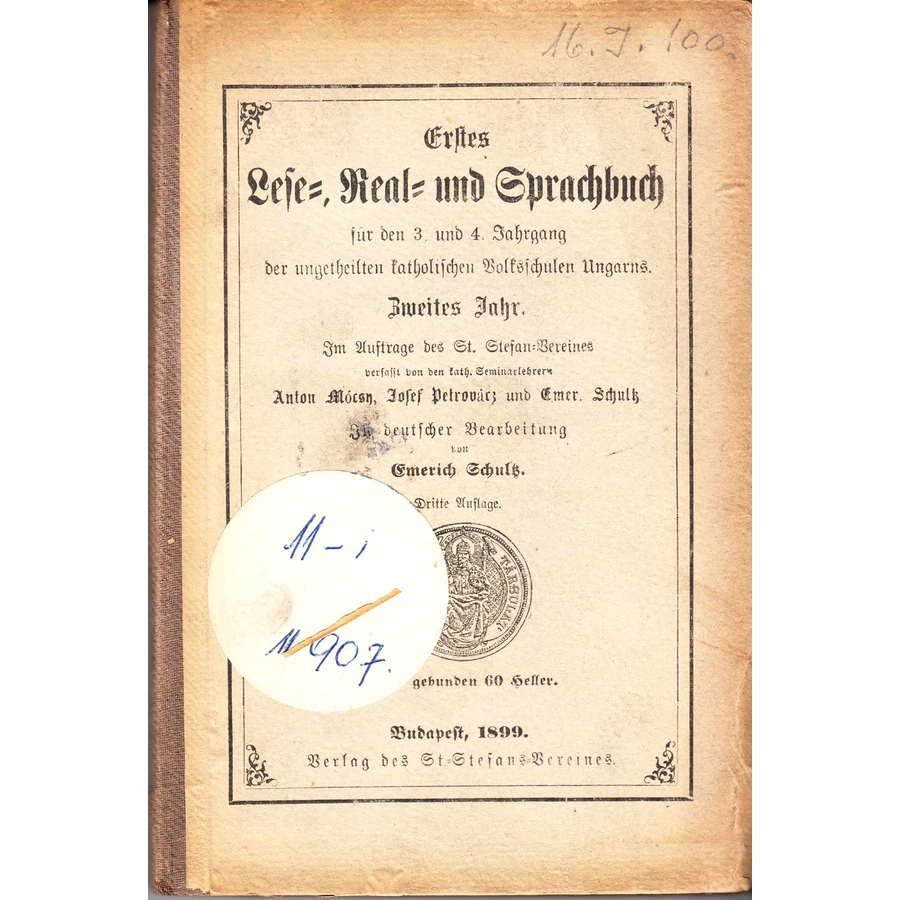 16. J. 100.
Erstes
Lese=, Real= und Sprachbuch
für den 3. und 4. Jahrgang
der ungetheilten katholischen Volksschulen Ungarns.
Zweites Jahr.
Im Auftrage des St. Stefan=Vereines
verfasst von den kath. Seminarlehrern
Anton Mócsy, Josef Petrovácz und Emer. Schultz
In deutscher Bearbeitung
von
Emerich Schultz.
Dritte Auflage.
11-i
TÁRSULAT
11/907.
gebunden 60 Heller.
Budapest, 1899.
Verlag des St.=Stefans=Vereines.